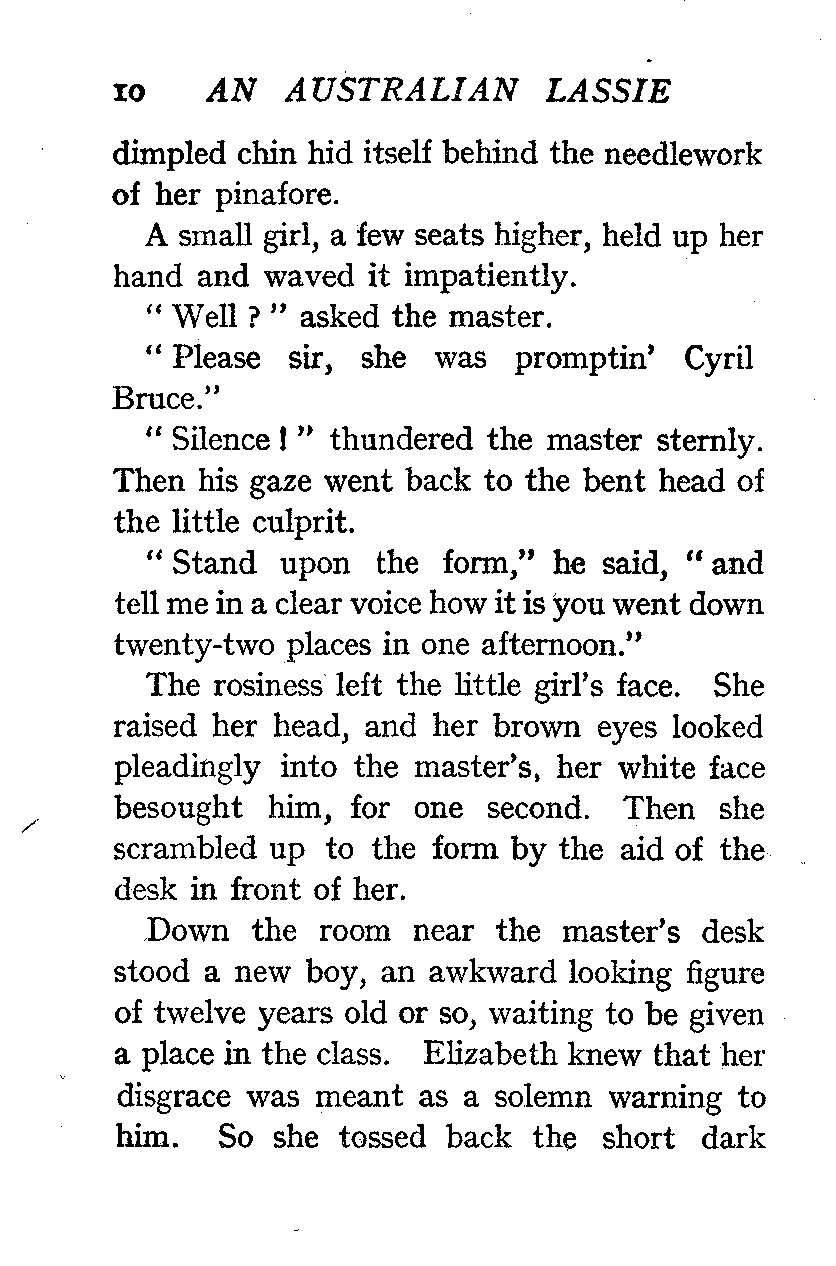 10 AN AUSTRALIAN LASSIE
dimpled chin hid itself behind the needlework
of her pinafore.
A small girl, a few seats higher, held up her
hand and waved it impatiently.
“ Well ? ” asked the master.
“ Please sir, she was promptin’ Cyril
Bruce.”
“ Silence ! ” thundered the master sternly.
Then his gaze went back to the bent head of
the little culprit.
“ Stand upon the form,” he said, “ and
tell me in a clear voice how it is you went down
twenty-two places in one afternoon.”
The rosiness left the little girl’s face. She
raised her head, and her brown eyes looked
pleadingly into the master’s, her white face
besought him, for one second. Then she
scrambled up to the form by the aid of the
desk in front of her.
Down the room near the master’s desk
stood a new boy, an awkward looking figure
of twelve years old or so, waiting to be given
a place in the class. Elizabeth knew that her
disgrace was meant as a solemn warning to
him. So she tossed back the short dark